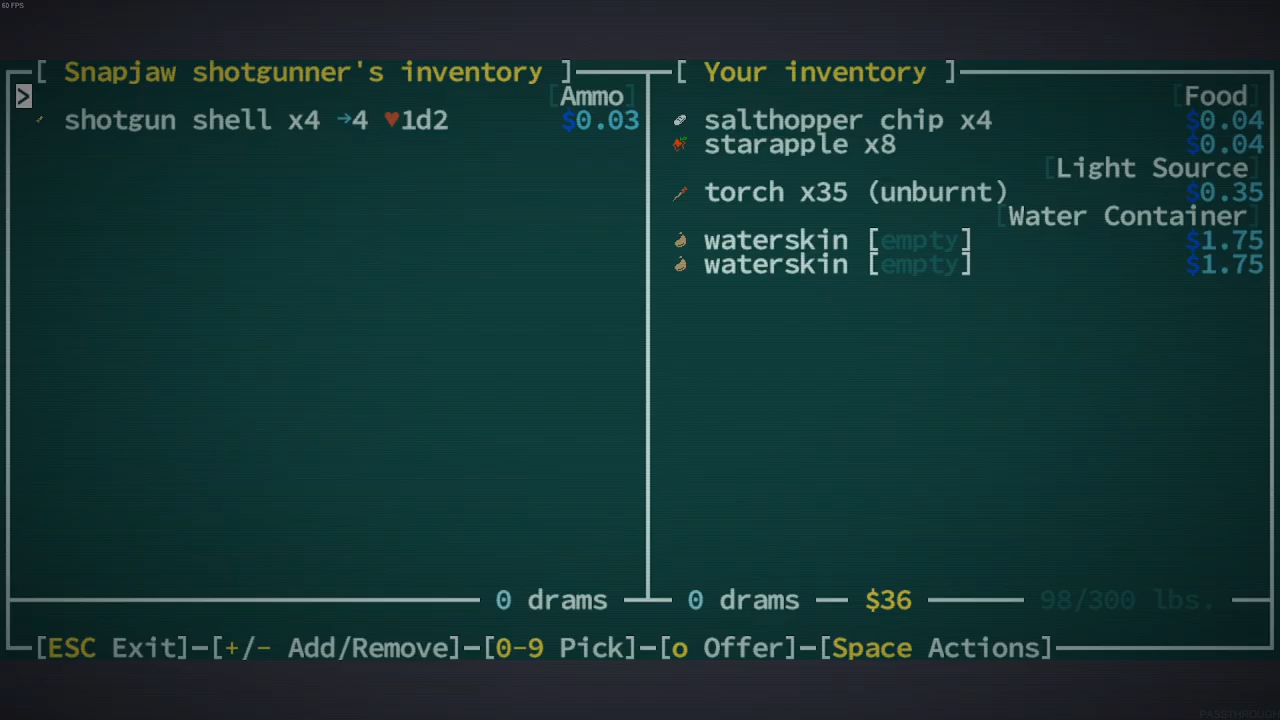 60 FPS
[ Snapjaw shotgunner's inventory ]
[Ammo]
>
shotgun shell x4 →4 ♥1d2 $0.03
[ Your inventory ]
[Food]
salthopper chip x4 $0.04
starapple x8 $0.04
[Light Source]
torch x35 (unburnt) $0.35
[Water Container]
waterskin [empty] $1.75
waterskin [empty] $1.75
0 drams
0 drams $36 98/300 lbs.
[ESC Exit] [+/- Add/Remove] [0-9 Pick] [o Offer] [Space Actions]